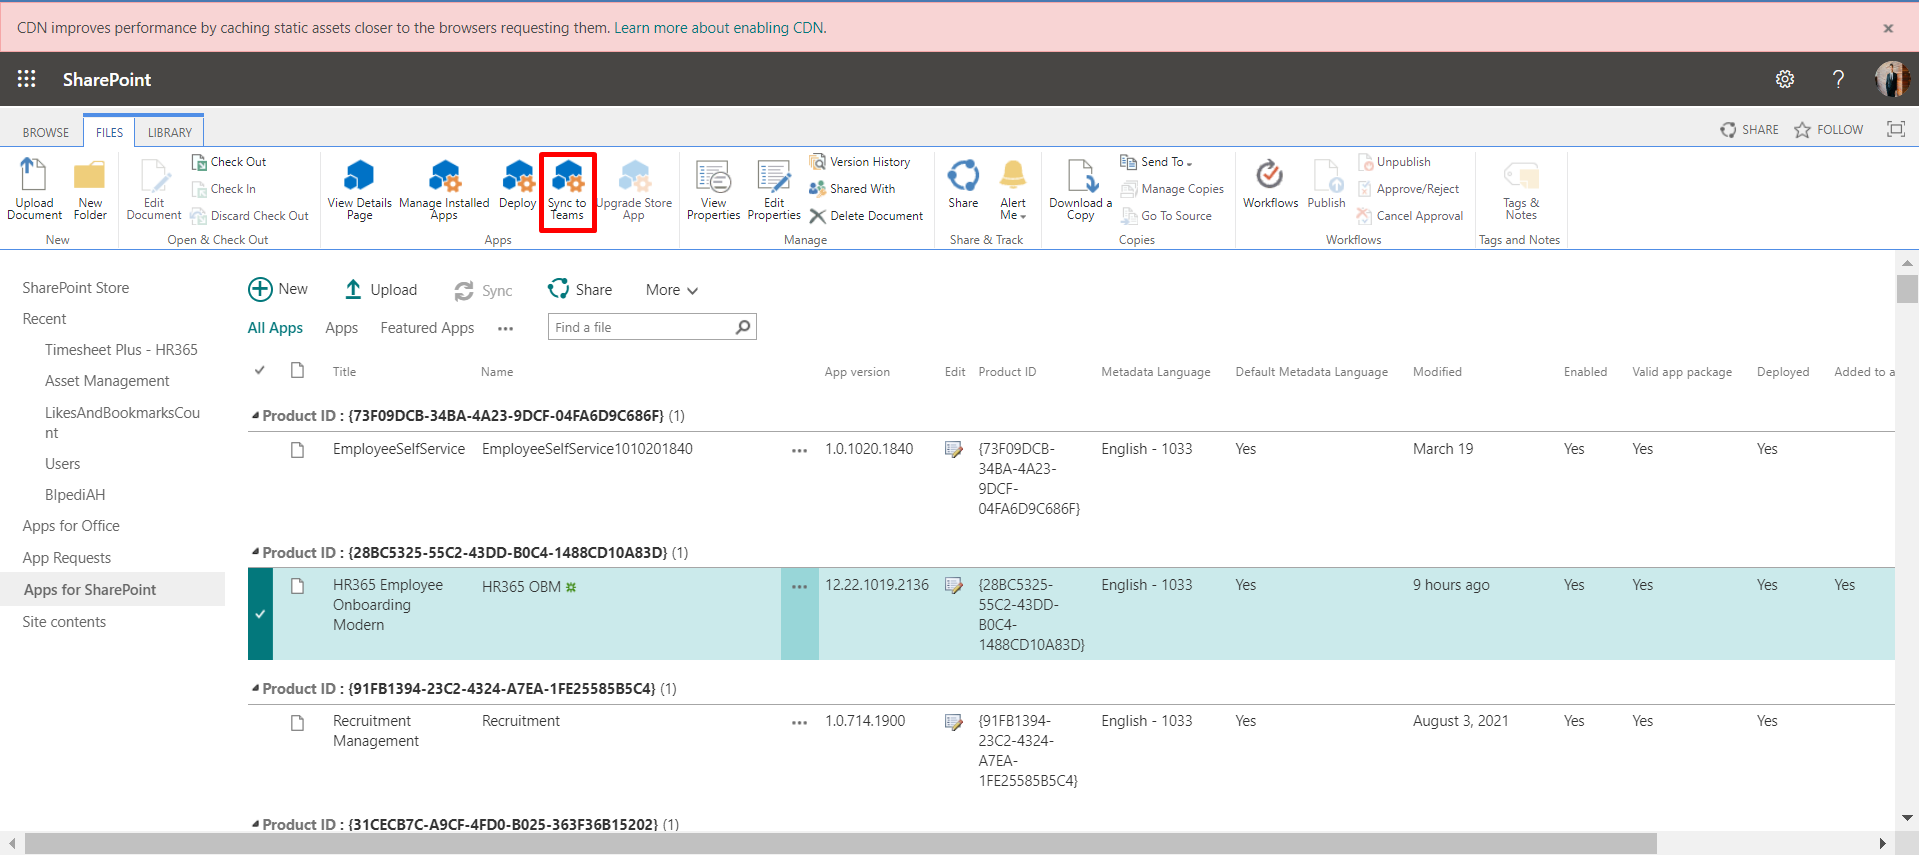 CDN improves performance by caching static assets closer to the browsers requesting them. Learn more about enabling CDN.
SharePoint
BROWSE FILES LIBRARY
SHARE FOLLOW
Upload Document
New Folder
New
Edit Document
Check Out
Check In
Discard Check Out
Open & Check Out
View Details Page
Manage Installed Apps
Deploy
Sync to Teams
Upgrade Store App
Apps
View Properties
Edit Properties
Version History
Shared With
Delete Document
Manage
Share
Alert Me
Share & Track
Download a Copy
Send To
Manage Copies
Go To Source
Copies
Workflows
Publish
Unpublish
Approve/Reject
Cancel Approval
Workflows
Tags & Notes
Tags and Notes
SharePoint Store
Recent
Timesheet Plus - HR365
Asset Management
LikesAndBookmarksCou
nt
Users
BIpediAH
Apps for Office
App Requests
Apps for SharePoint
Site contents
New Upload Sync Share More
All Apps Apps Featured Apps ••• Find a file
Title Name App version Edit Product ID Metadata Language Default Metadata Language Modified Enabled Valid app package Deployed Added to a
Product ID : {73F09DCB-34BA-4A23-9DCF-04FA6D9C686F} (1)
EmployeeSelfService EmployeeSelfService1010201840 ••• 1.0.1020.1840 {73F09DCB- English - 1033 Yes March 19 Yes Yes Yes
34BA-4A23-
9DCF-
04FA6D9C686F}
Product ID : {28BC5325-55C2-43DD-B0C4-1488CD10A83D} (1)
HR365 Employee HR365 OBM ••• 12.22.1019.2136 {28BC5325- English - 1033 Yes 9 hours ago Yes Yes Yes Yes
Onboarding 55C2-43DD-
Modern B0C4-
1488CD10A83D}
Product ID : {91FB1394-23C2-4324-A7EA-1FE25585B5C4} (1)
Recruitment Recruitment ••• 1.0.714.1900 {91FB1394- English - 1033 Yes August 3, 2021 Yes Yes Yes
Management 23C2-4324-
A7EA-
1FE25585B5C4}
Product ID : {31CECB7C-A9CF-4FD0-B025-363F36B15202} (1)